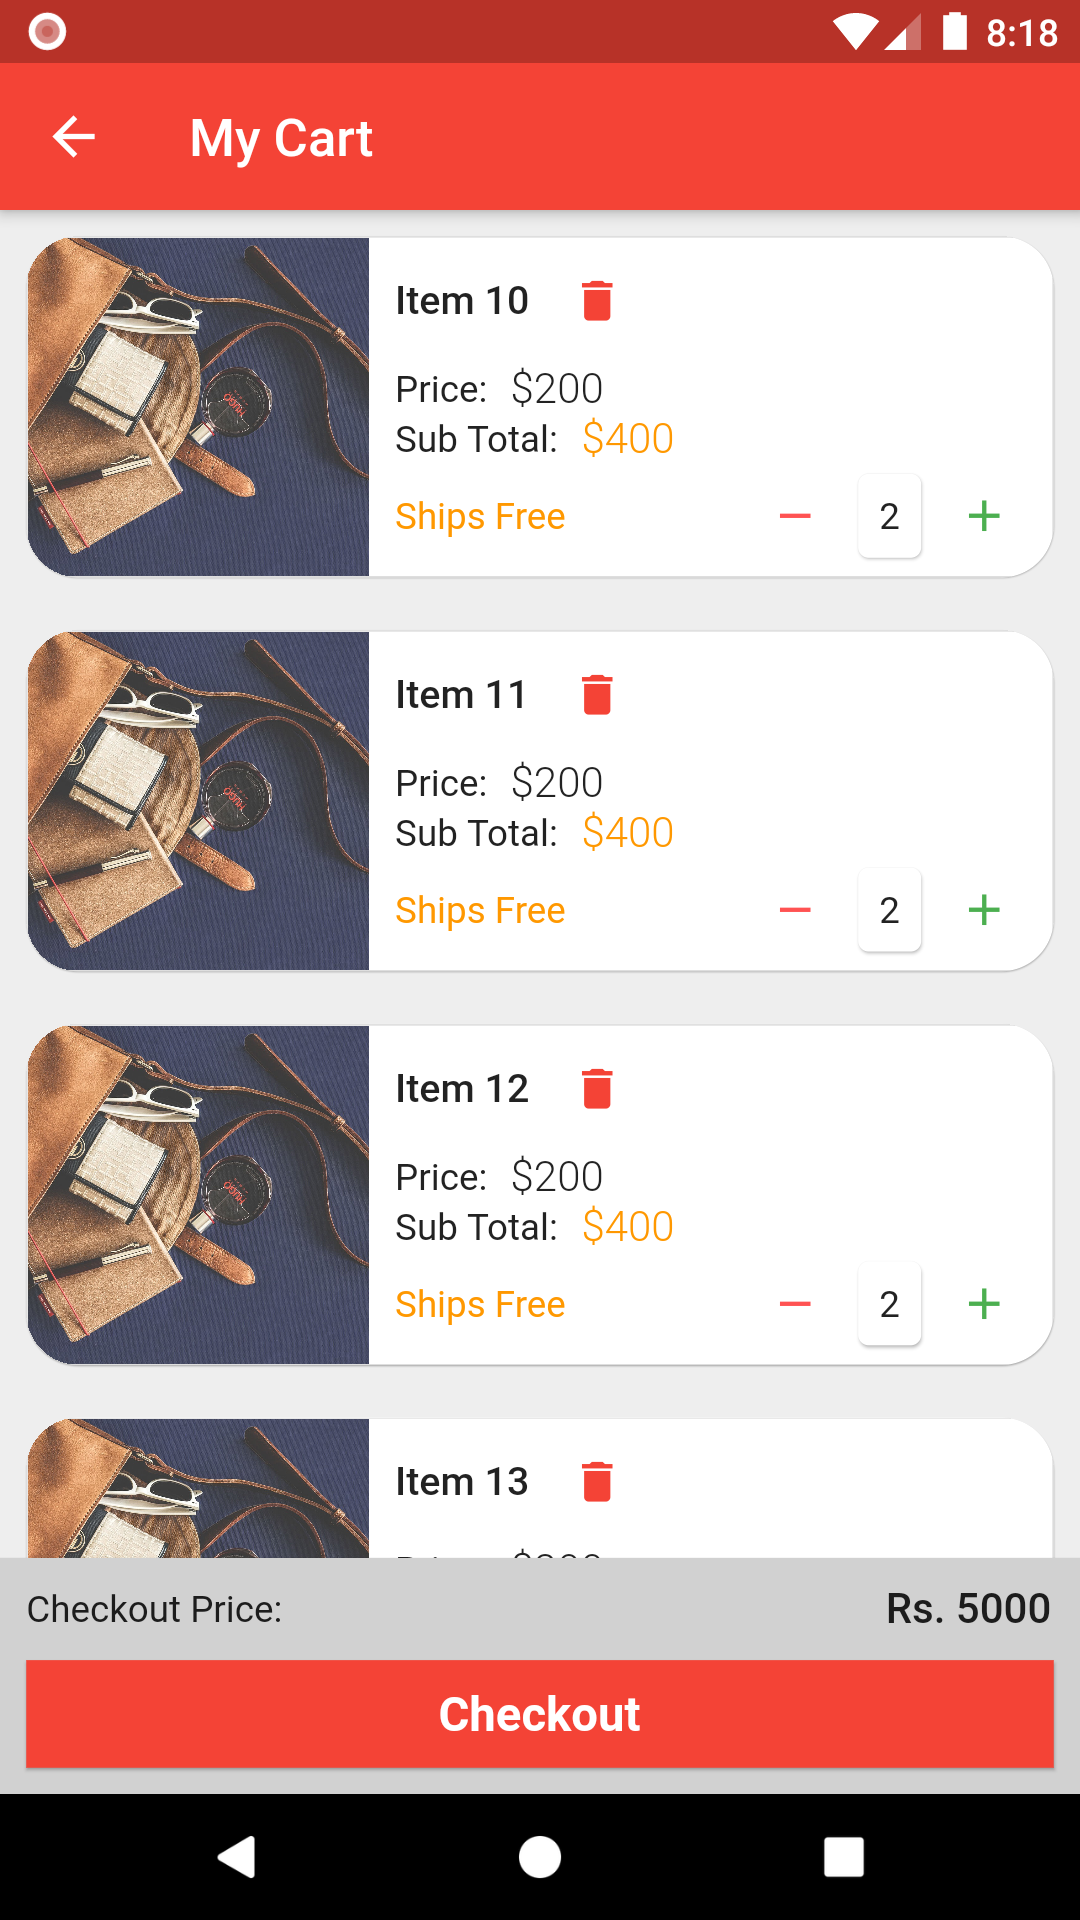 8:18
My Cart
Item 10
Price: $200
Sub Total: $400
Ships Free
2
Item 11
Price: $200
Sub Total: $400
Ships Free
2
Item 12
Price: $200
Sub Total: $400
Ships Free
2
Item 13
Checkout Price: Rs. 5000
Checkout